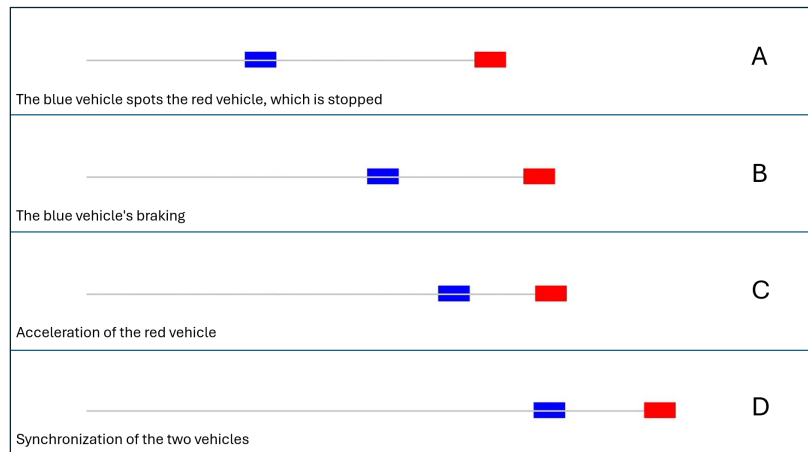 A
The blue vehicle spots the red vehicle, which is stopped
B
The blue vehicle's braking
C
Acceleration of the red vehicle
D
Synchronization of the two vehicles